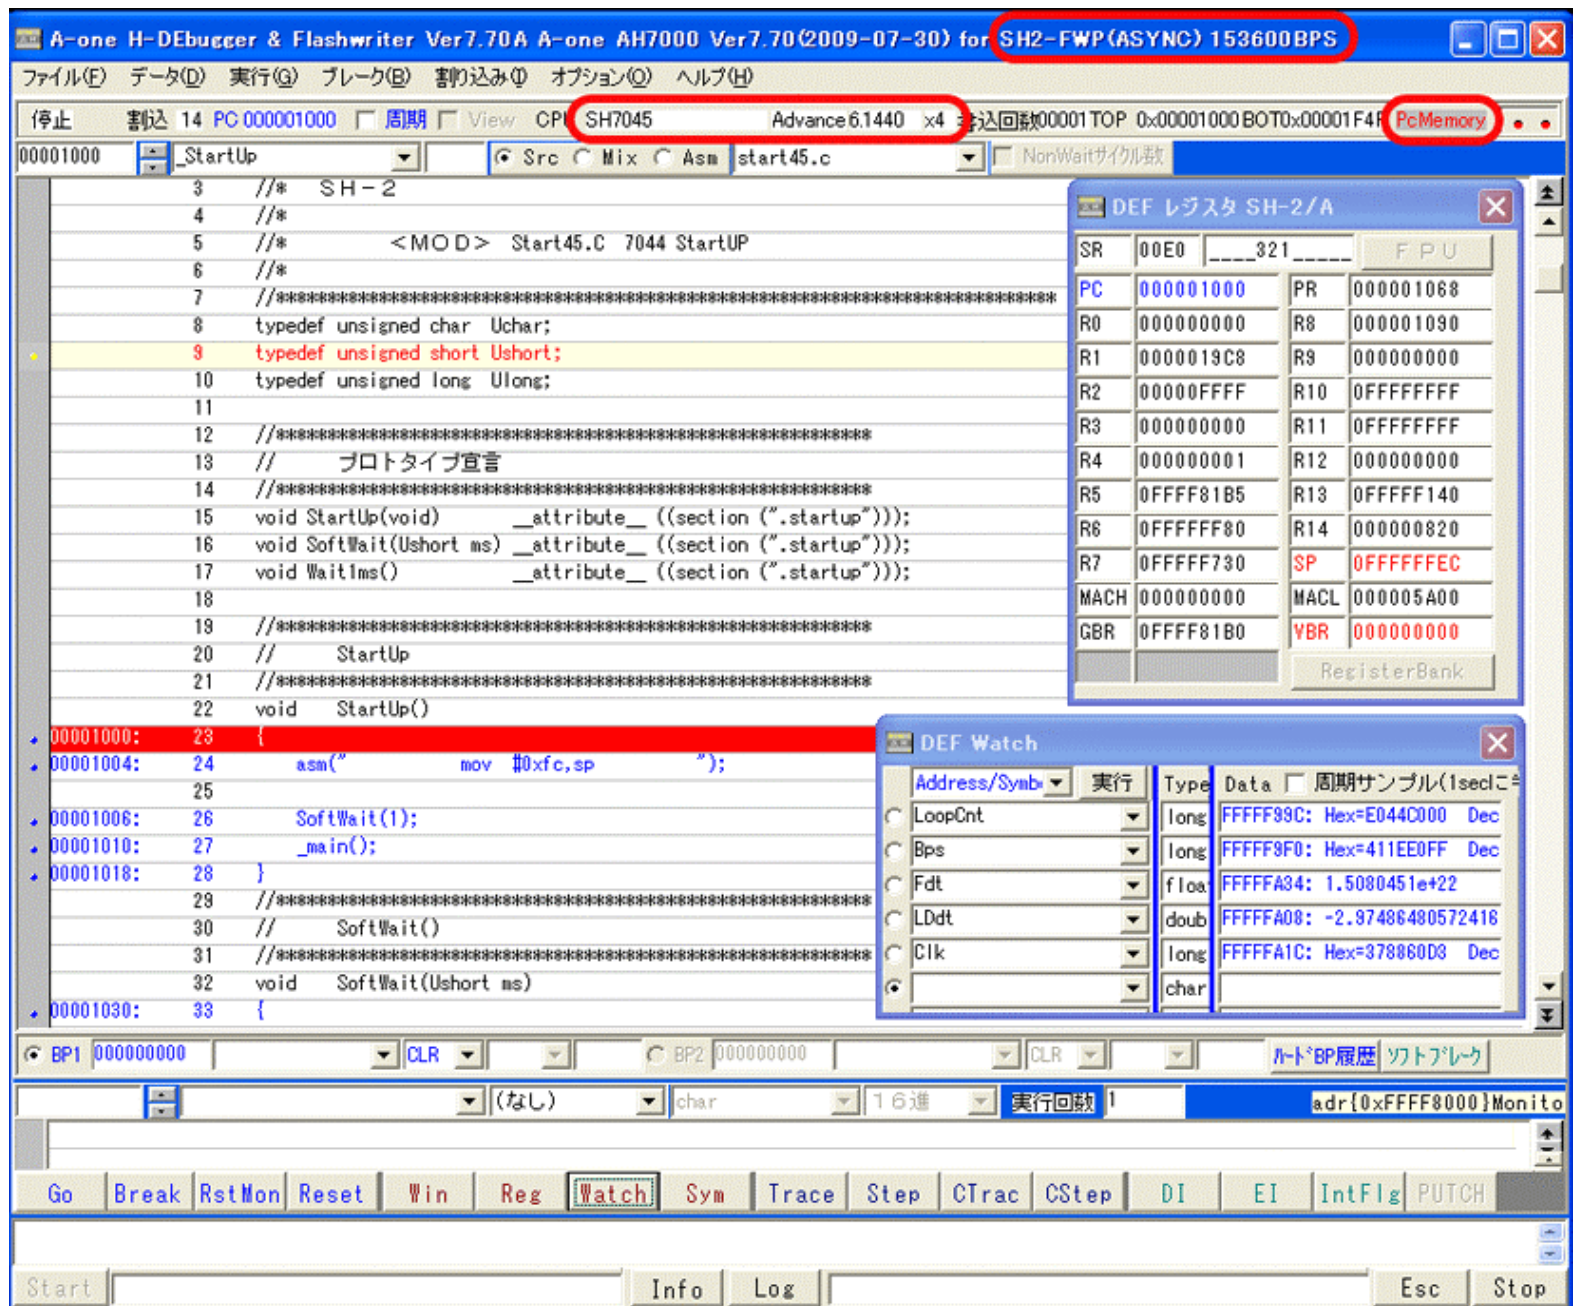 A-one H-DEbugger & Flashwriter Ver7.70A A-one AH7000 Ver7.70(2009-07-30) for SH2-FWP(ASYNC) 153600BPS
ファイル(F) データ(D) 実行(G) ブレーク(B) 割り込み(I) オプション(O) ヘルプ(H)
停止 割込 14 PC 000001000 周期 View CPU SH7045 Advance 6.1440 x4 書込回数00001 TOP 0x00001000 BOT0x00001F4F PcMemory
00001000 _StartUp Src Mix Asm start45.c NonWaitサイクル数
3 //* SH-2
4 //*
5 //* <MOD> Start45.C 7044 StartUP
6 //*
7
8 typedef unsigned char Uchar;
9 typedef unsigned short Ushort;
10 typedef unsigned long Ulong;
11
12
13 // プロトタイプ宣言
14
15 void StartUp(void) __attribute__ ((section (".startup")));
16 void SoftWait(Ushort ms) __attribute__ ((section (".startup")));
17 void Wait1ms() __attribute__ ((section (".startup")));
18
19
20 // StartUp
21
22 void StartUp()
00001000: 23 {
00001004: 24 asm(" mov #0xfc,sp ");
25
00001006: 26 SoftWait(1);
00001010: 27 _main();
00001018: 28 }
29
30 // SoftWait()
31
32 void SoftWait(Ushort ms)
00001030: 33 {
DEF レジスタ SH-2/A
SR 00E0 ____321_____ FPU
PC 000001000 PR 000001068
R0 000000000 R8 000001090
R1 0000019C8 R9 000000000
R2 00000FFFF R10 0FFFFFFFF
R3 000000000 R11 0FFFFFFFF
R4 000000001 R12 000000000
R5 0FFFF81B5 R13 0FFFFF140
R6 0FFFFFF80 R14 000000820
R7 0FFFFF730 SP 0FFFFFFEC
MACH 000000000 MACL 000005A00
GBR 0FFFF81B0 VBR 000000000
RegisterBank
DEF Watch
Address/Symb 実行 Type Data 周期サンプル(1secに
LoopCnt long FFFFF99C: Hex=E044C000 Dec
Bps long FFFFF9F0: Hex=411EE0FF Dec
Fdt floa FFFFFA34: 1.5080451e+22
LDdt doub FFFFFA08: -2.97486480572416
Clk long FFFFFA1C: Hex=378860D3 Dec
char
BP1 000000000 CLR BP2 000000000 CLR ハードBP履歴 ソフトブレーク
(なし) char 16進 実行回数 1 adr{0xFFFF8000}Monito
Go Break RstMon Reset Win Reg Watch Sym Trace Step CTrac CStep DI EI IntFlg PUTCH
Start Info Log Esc Stop